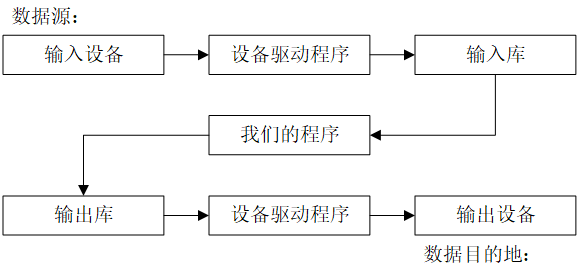 数据源：
输入设备
设备驱动程序
输入库
我们的程序
输出库
设备驱动程序
输出设备
数据目的地：